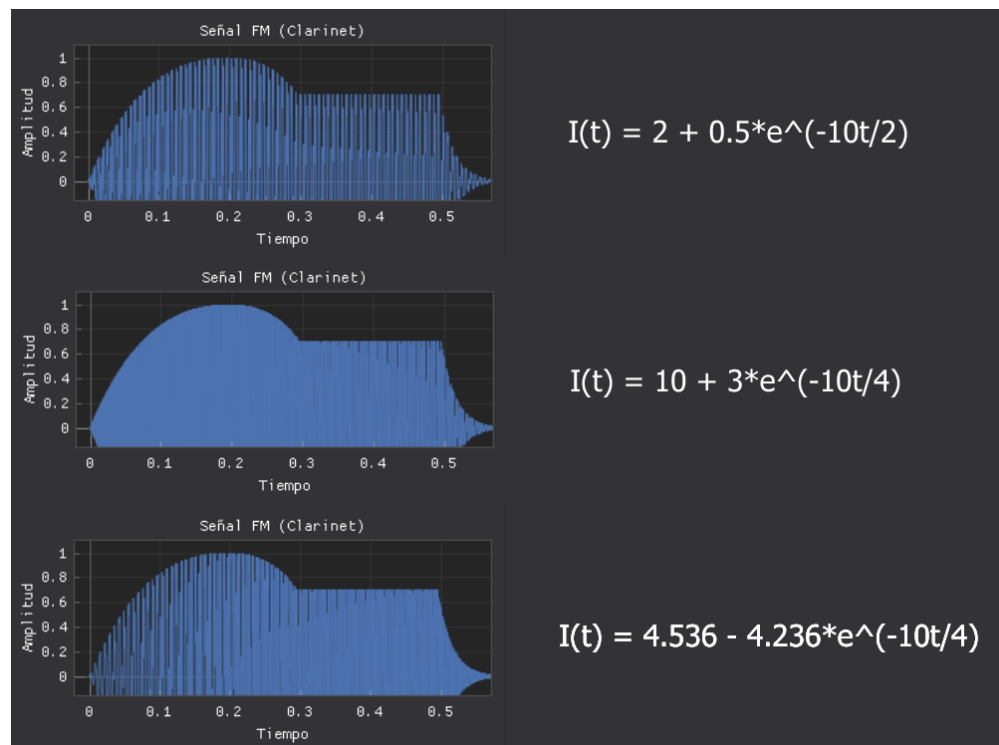 Señal FM (Clarinet)
Amplitud
1
0.8
0.6
0.4
0.2
0
0 0.1 0.2 0.3 0.4 0.5
Tiempo
I(t) = 2 + 0.5*e^(-10t/2)
Señal FM (Clarinet)
Amplitud
1
0.8
0.6
0.4
0.2
0
0 0.1 0.2 0.3 0.4 0.5
Tiempo
I(t) = 10 + 3*e^(-10t/4)
Señal FM (Clarinet)
Amplitud
1
0.8
0.6
0.4
0.2
0
0 0.1 0.2 0.3 0.4 0.5
Tiempo
I(t) = 4.536 - 4.236*e^(-10t/4)